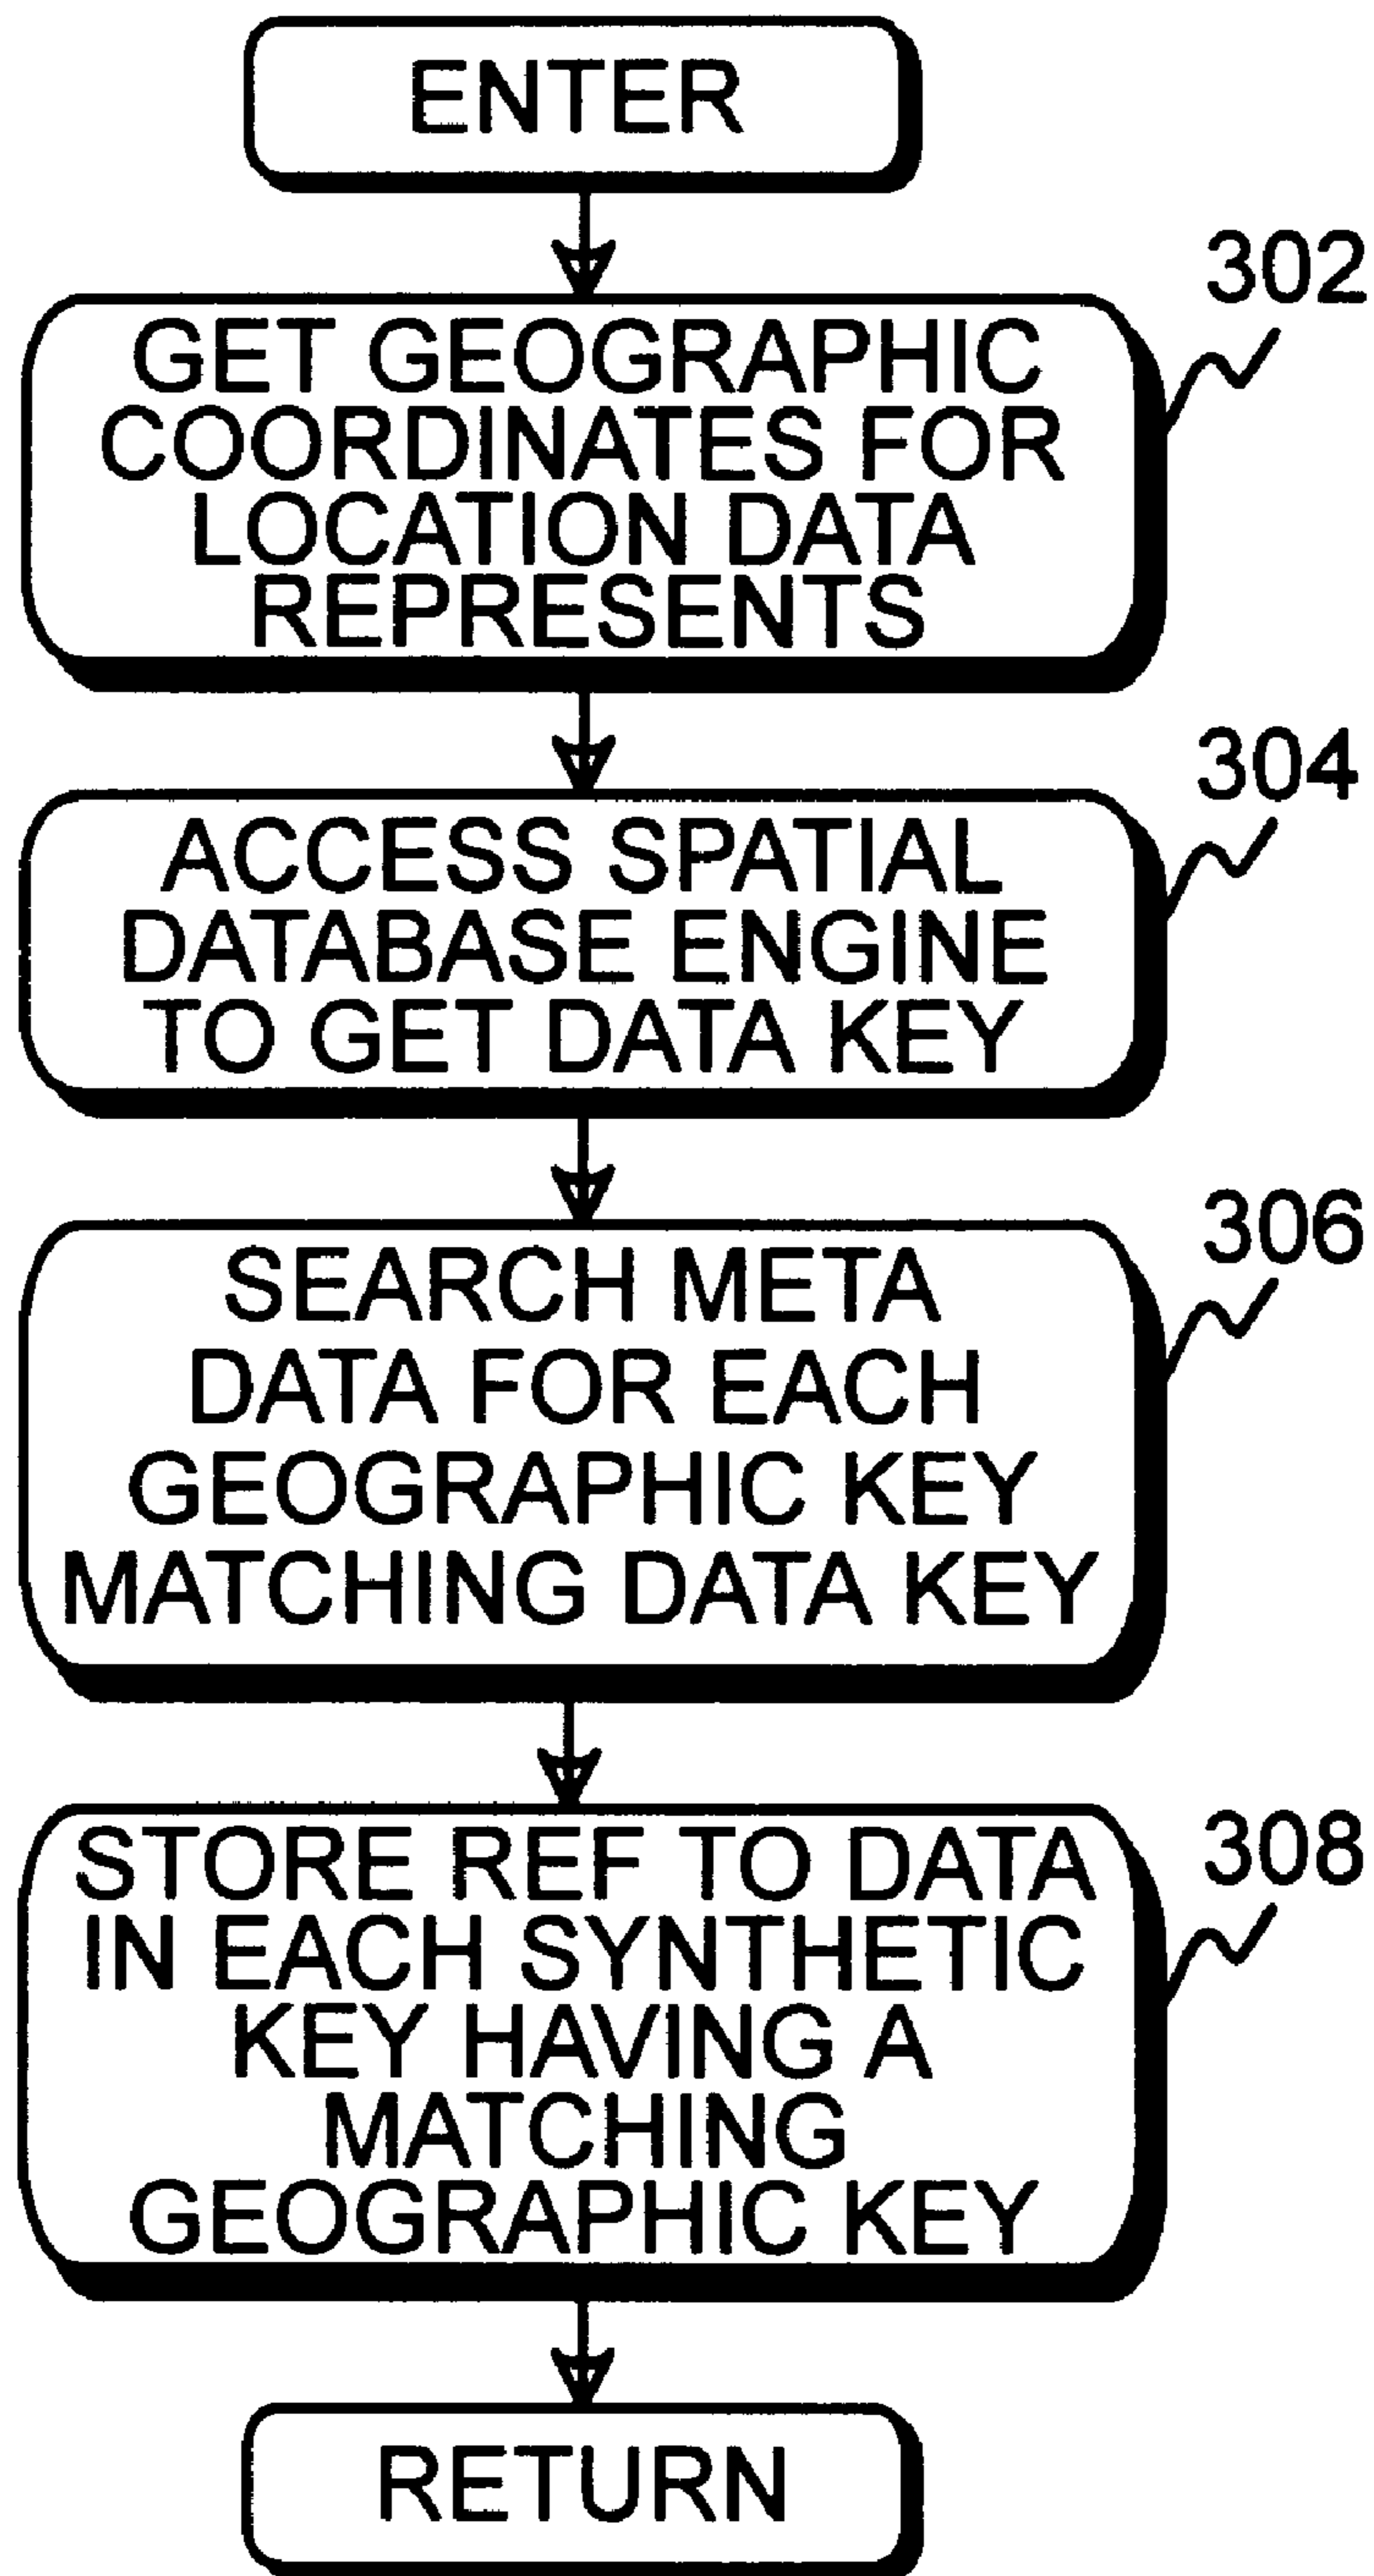 ENTER
302
GET GEOGRAPHIC
COORDINATES FOR
LOCATION DATA
REPRESENTS
304
ACCESS SPATIAL
DATABASE ENGINE
TO GET DATA KEY
306
SEARCH META
DATA FOR EACH
GEOGRAPHIC KEY
MATCHING DATA KEY
308
STORE REF TO DATA
IN EACH SYNTHETIC
KEY HAVING A
MATCHING
GEOGRAPHIC KEY
RETURN